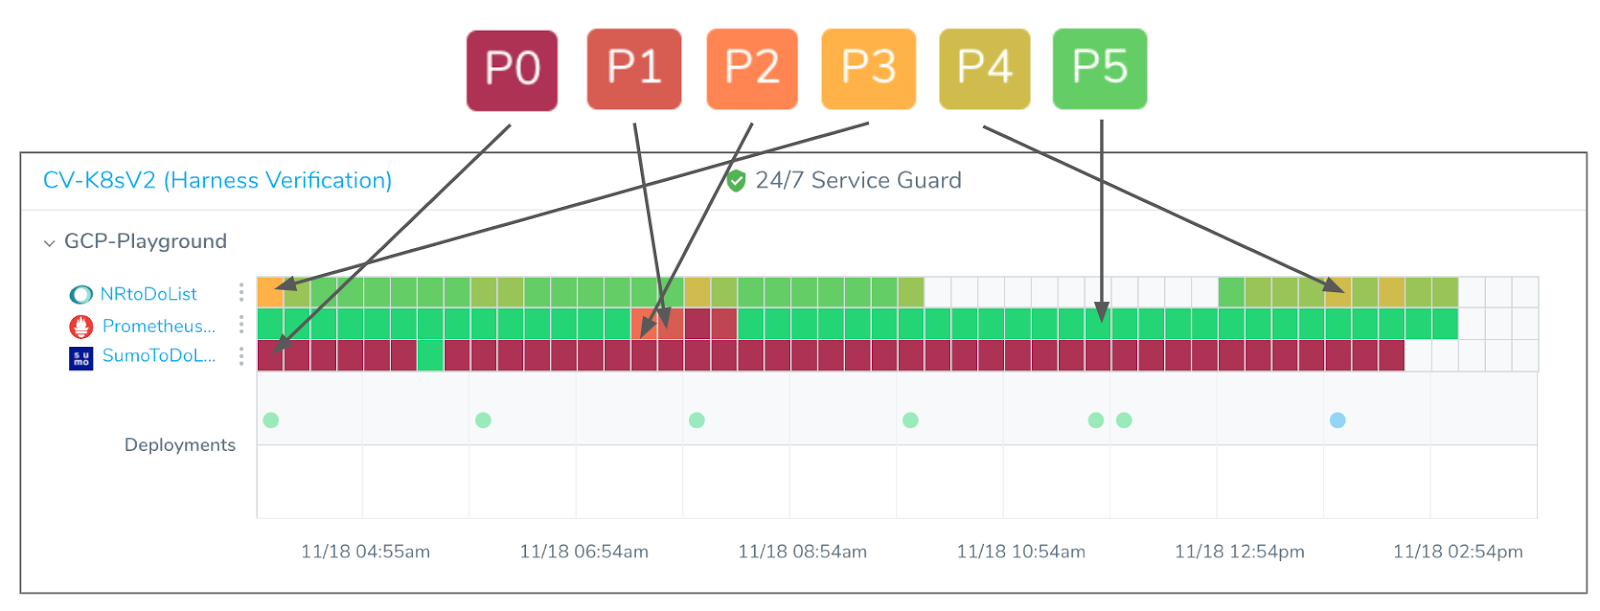 P0 P1 P2 P3 P4 P5
CV-K8sV2 (Harness Verification) 24/7 Service Guard
GCP-Playground
NRtoDoList
Prometheus...
su
mo
SumoToDoL...
Deployments
11/18 04:55am 11/18 06:54am 11/18 08:54am 11/18 10:54am 11/18 12:54pm 11/18 02:54pm